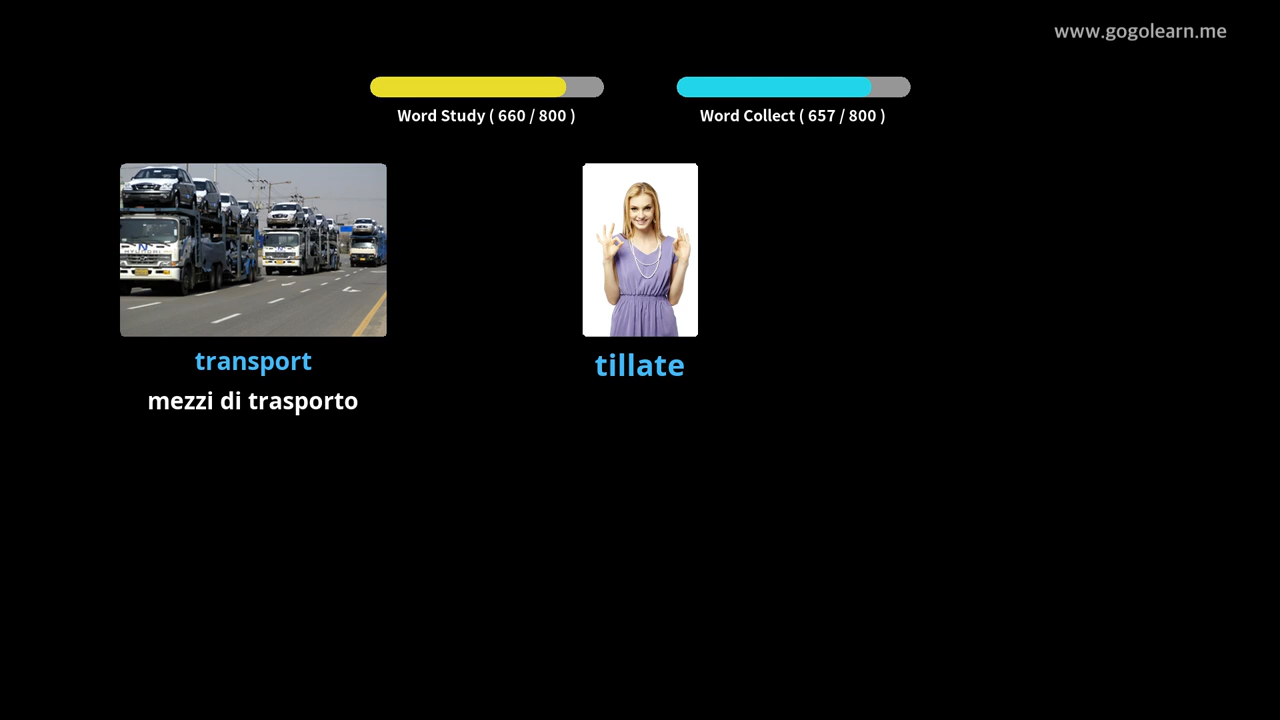 www.gogolearn.me
Word Study ( 660 / 800 )
Word Collect ( 657 / 800 )
transport
mezzi di trasporto
tillate